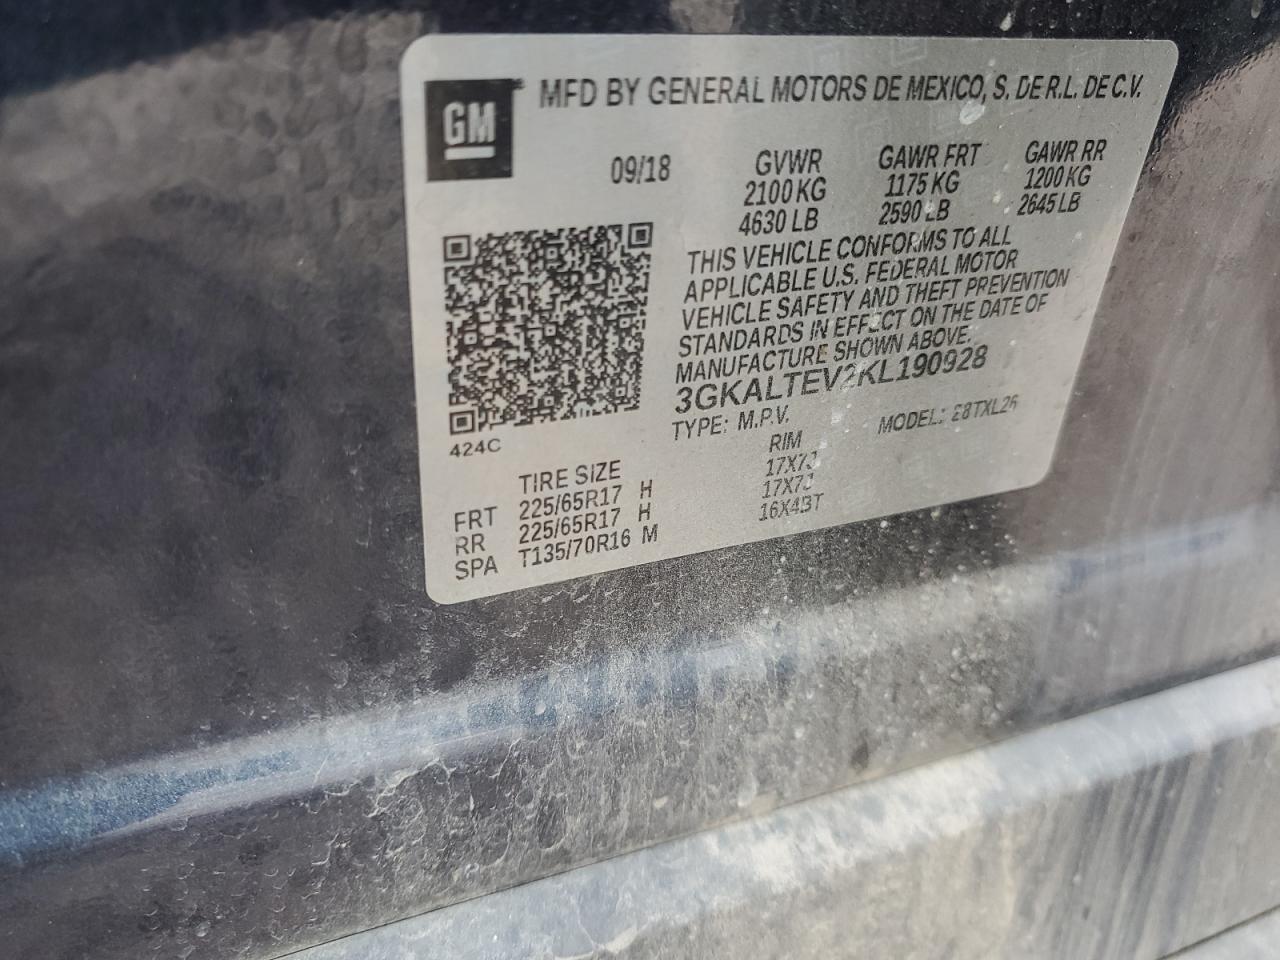 GM
MFD BY GENERAL MOTORS DE MEXICO, S. DE R.L. DE C.V.
09/18
GVWR
2100 KG
4630 LB
GAWR FRT
1175 KG
2590 LB
GAWR RR
1200 KG
2645 LB
THIS VEHICLE CONFORMS TO ALL
APPLICABLE U.S. FEDERAL MOTOR
VEHICLE SAFETY AND THEFT PREVENTION
STANDARDS IN EFFECT ON THE DATE OF
MANUFACTURE SHOWN ABOVE.
3GKALTEV2KL190928
TYPE: M.P.V.
MODEL:
424C
TIRE SIZE
RIM
FRT 225/65R17 H 17X7J
RR 225/65R17 H 17X7J
SPA T135/70R16 M 16X4BT